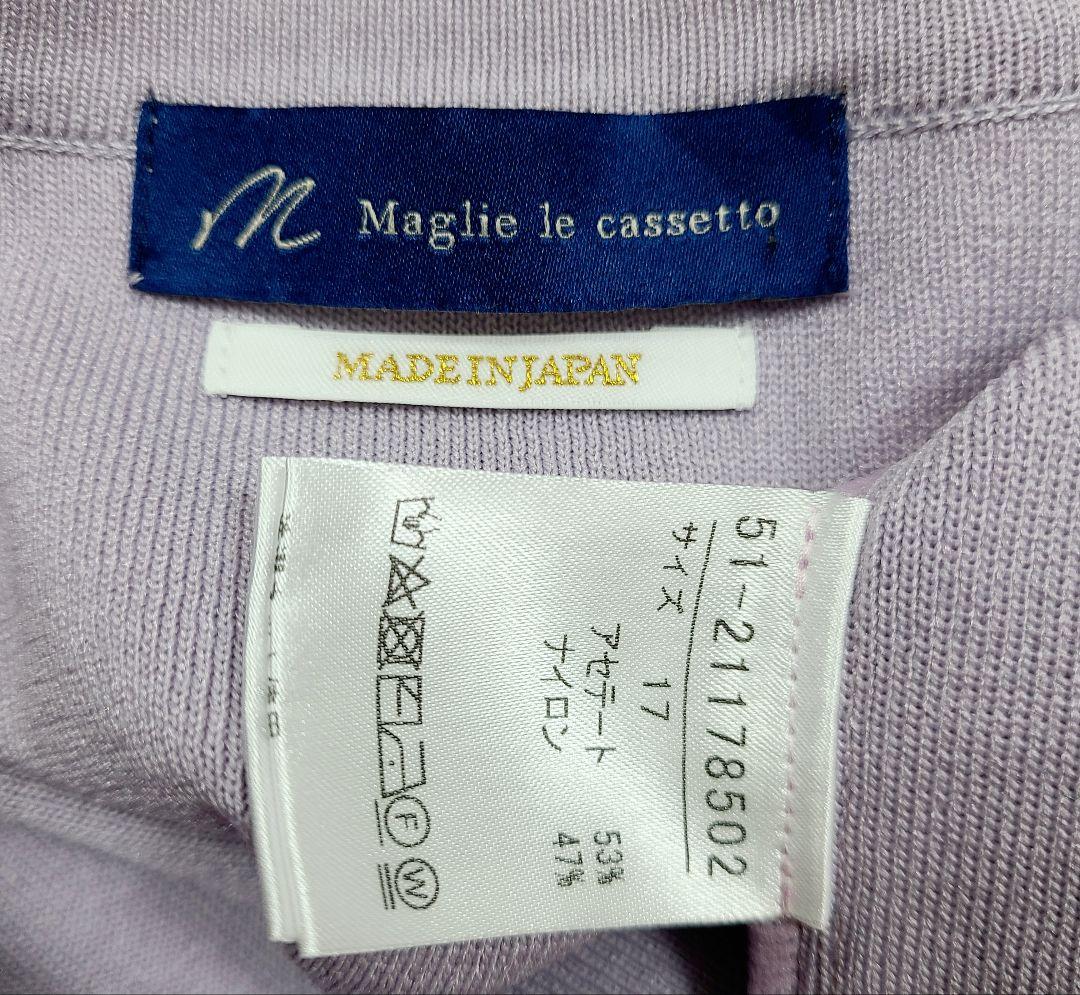 m Maglie le cassetto
MADE IN JAPAN
51-21178502
サイズ 17
アセテート 53%
ナイロン 47%
F
W